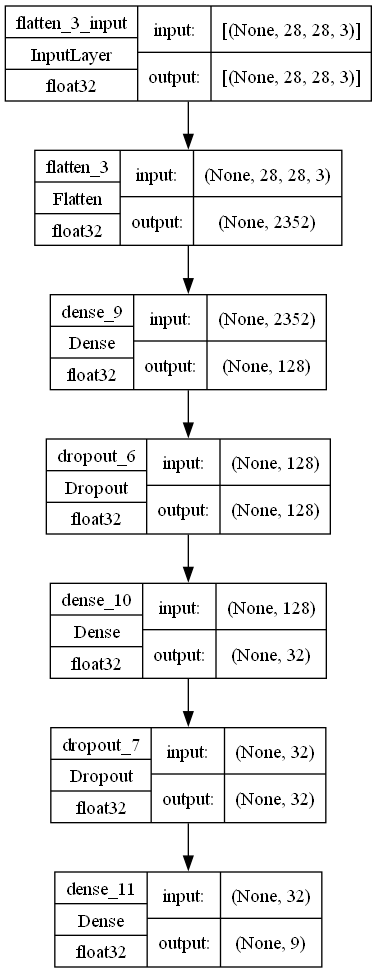 flatten_3_input
InputLayer
float32
input: [(None, 28, 28, 3)]
output: [(None, 28, 28, 3)]
flatten_3
Flatten
float32
input: (None, 28, 28, 3)
output: (None, 2352)
dense_9
Dense
float32
input: (None, 2352)
output: (None, 128)
dropout_6
Dropout
float32
input: (None, 128)
output: (None, 128)
dense_10
Dense
float32
input: (None, 128)
output: (None, 32)
dropout_7
Dropout
float32
input: (None, 32)
output: (None, 32)
dense_11
Dense
float32
input: (None, 32)
output: (None, 9)